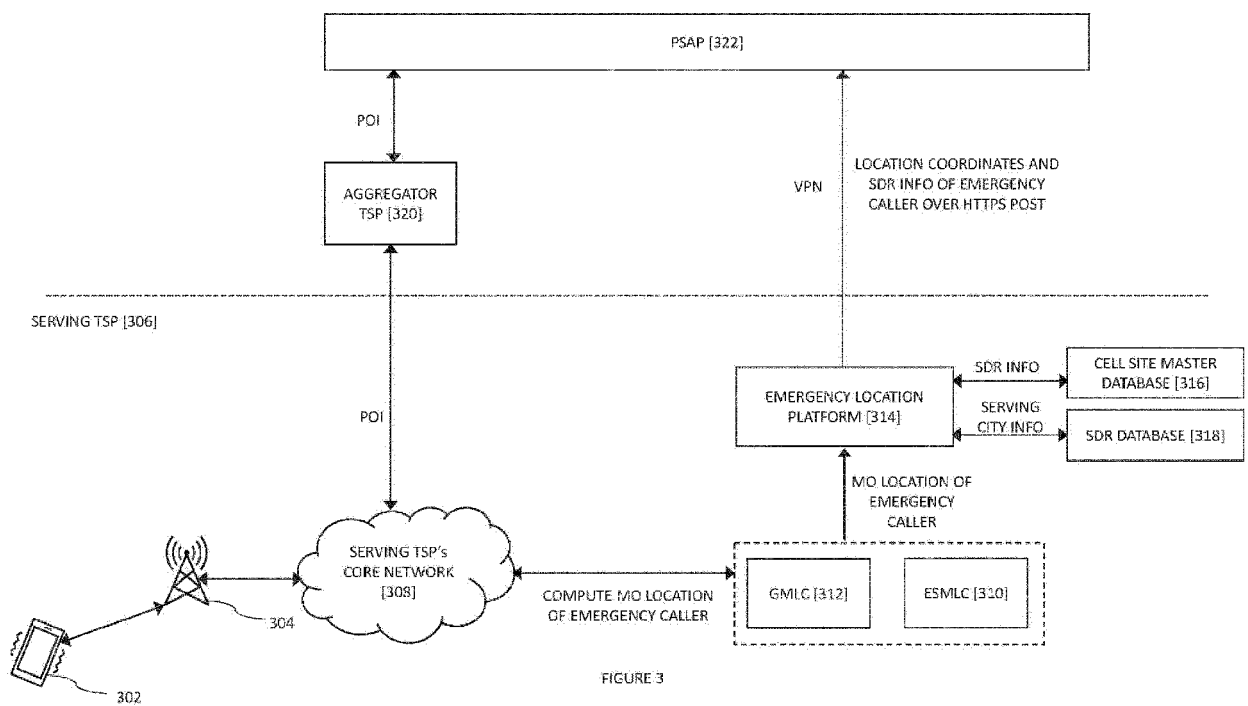 PSAP [322]
POI
AGGREGATOR
TSP [320]
VPN
LOCATION COORDINATES AND
SDR INFO OF EMERGENCY
CALLER OVER HTTPS POST
SERVING TSP [306]
POI
EMERGENCY LOCATION
PLATFORM [314]
SDR INFO
CELL SITE MASTER
DATABASE [316]
SERVING
CITY INFO
SDR DATABASE [318]
MO LOCATION OF
EMERGENCY
CALLER
SERVING TSP's
CORE NETWORK
[308]
COMPUTE MO LOCATION
OF EMERGENCY CALLER
GMLC [312]
ESMLC [310]
304
302
FIGURE 3